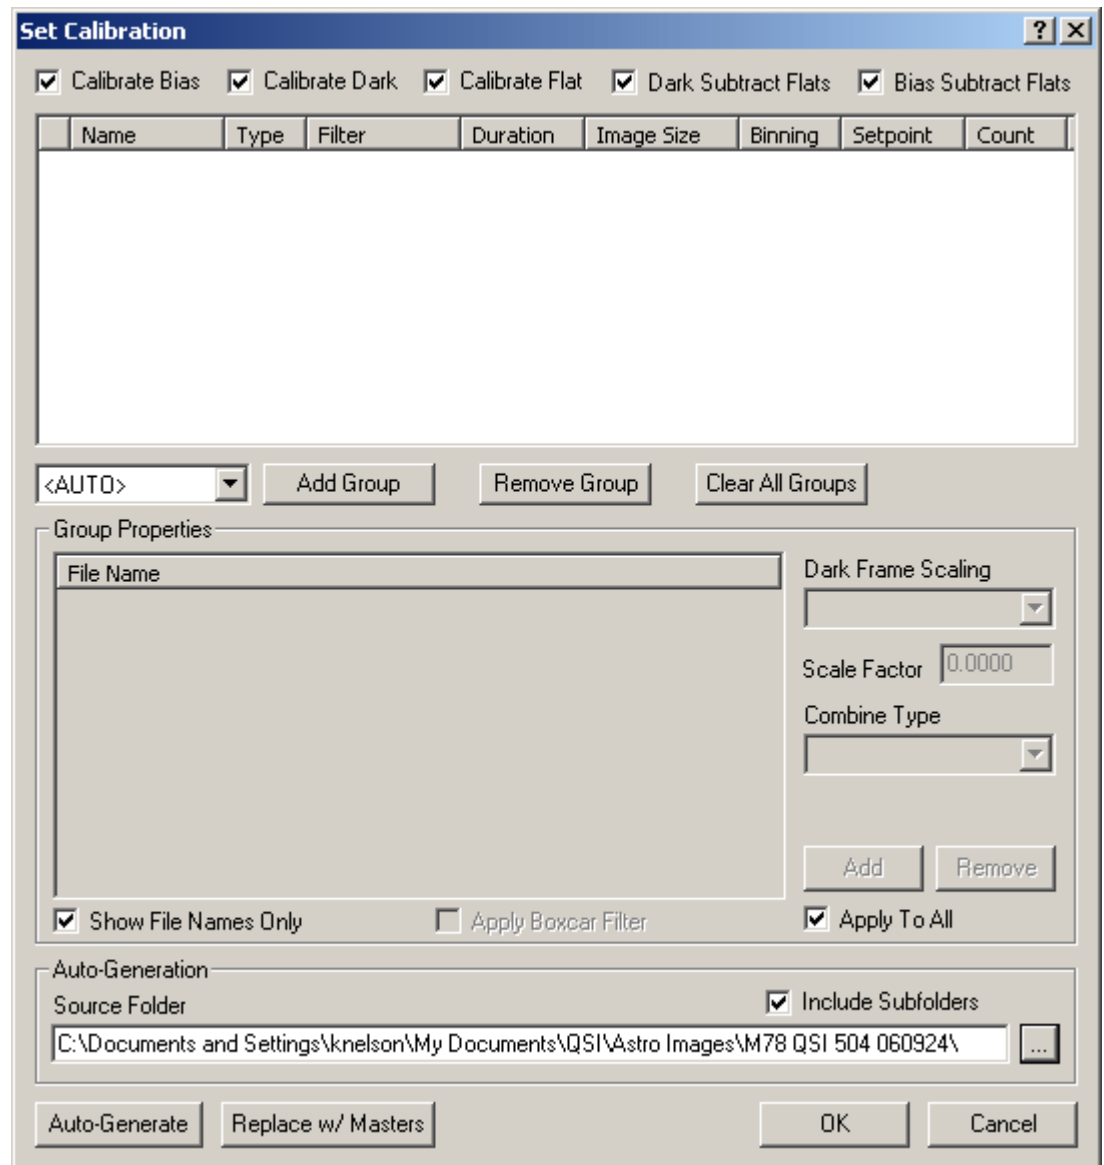 Set Calibration
Calibrate Bias Calibrate Dark Calibrate Flat Dark Subtract Flats Bias Subtract Flats
Name Type Filter Duration Image Size Binning Setpoint Count
<AUTO> Add Group Remove Group Clear All Groups
Group Properties
File Name
Dark Frame Scaling
Scale Factor 0.0000
Combine Type
Add Remove
Show File Names Only Apply Boxcar Filter Apply To All
Auto-Generation
Source Folder Include Subfolders
C:\Documents and Settings\knelson\My Documents\QSI\Astro Images\M78 QSI 504 060924\ ...
Auto-Generate Replace w/ Masters OK Cancel